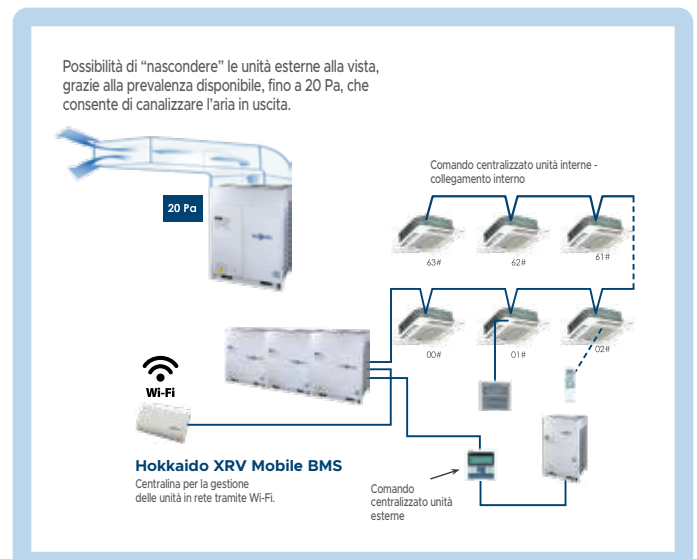 Possibilità di “nascondere” le unità esterne alla vista,
grazie alla prevalenza disponibile, fino a 20 Pa, che
consente di canalizzare l’aria in uscita.
20 Pa
Comando centralizzato unità interne -
collegamento interno
63#
62#
61#
00#
01#
02#
Wi-Fi
Hokkaido XRV Mobile BMS
Centralina per la gestione
delle unità in rete tramite Wi-Fi.
Comando
centralizzato unità
esterne